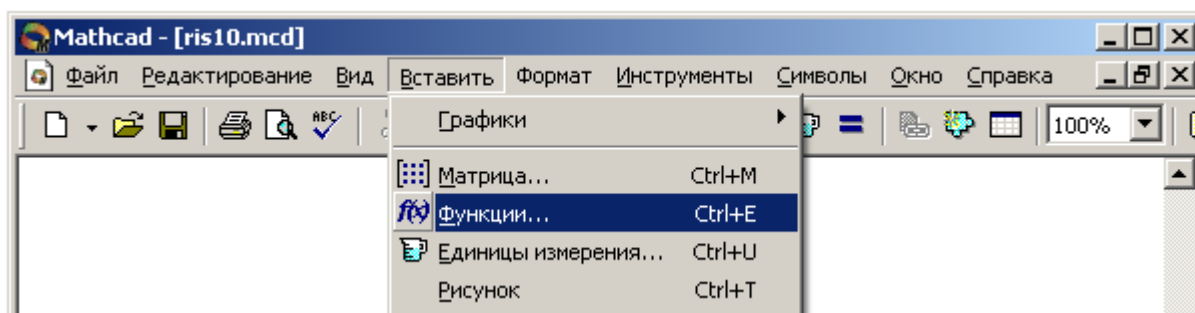 Mathcad - [ris10.mcd]
Файл Редактирование Вид Вставить Формат Инструменты Символы Окно Справка
ABC 100%
Графики
Матрица... Ctrl+M
f(x) Функции... Ctrl+E
Единицы измерения... Ctrl+U
Рисунок Ctrl+T